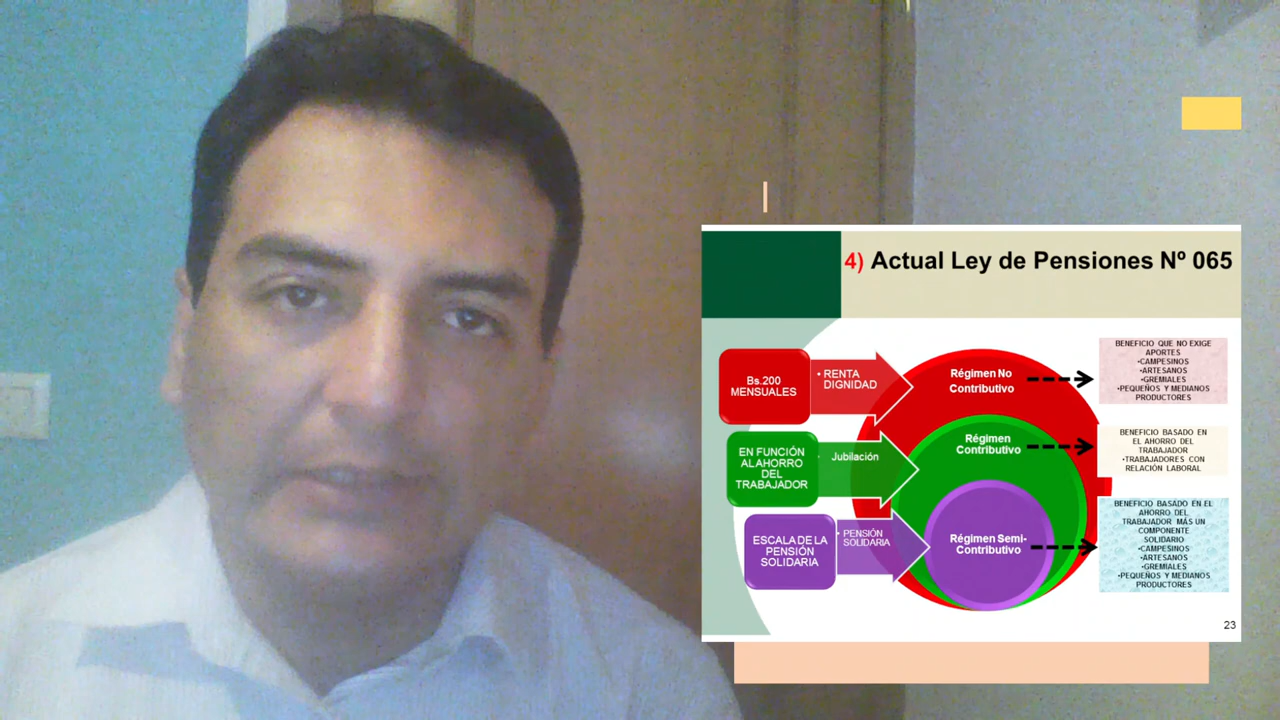 4) Actual Ley de Pensiones Nº 065
Bs.200
MENSUALES
• RENTA
DIGNIDAD
Régimen No
Contributivo
BENEFICIO QUE NO EXIGE
APORTES
•CAMPESINOS
•ARTESANOS
•GREMIALES
•PEQUEÑOS Y MEDIANOS
PRODUCTORES
EN FUNCIÓN
AL AHORRO
DEL
TRABAJADOR
• Jubilación
Régimen
Contributivo
BENEFICIO BASADO EN
EL AHORRO DEL
TRABAJADOR
•TRABAJADORES CON
RELACIÓN LABORAL
ESCALA DE LA
PENSIÓN
SOLIDARIA
• PENSIÓN
SOLIDARIA
Régimen Semi-
Contributivo
BENEFICIO BASADO EN EL
AHORRO DEL
TRABAJADOR MÁS UN
COMPONENTE
SOLIDARIO
•CAMPESINOS
•ARTESANOS
•GREMIALES
•PEQUEÑOS Y MEDIANOS
PRODUCTORES
23